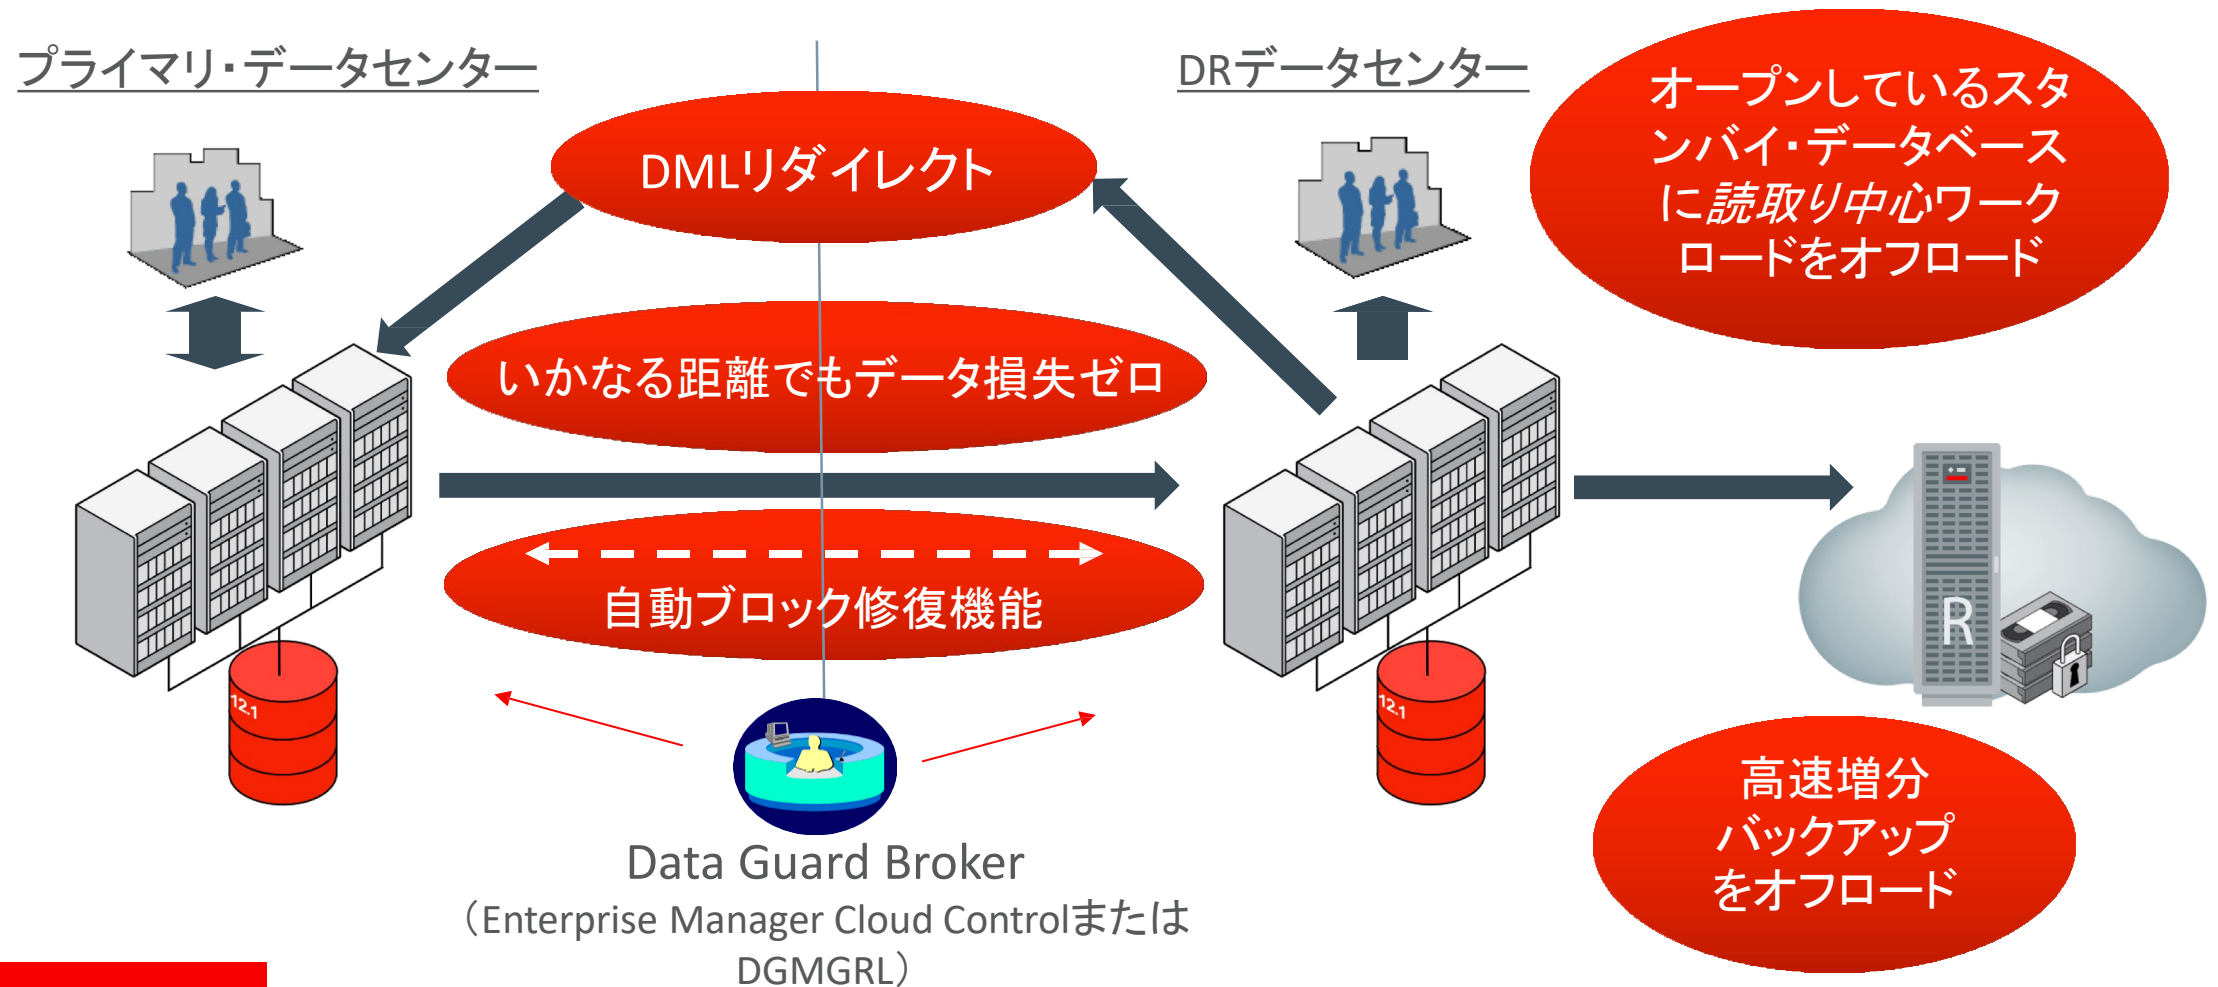 プライマリ・データセンター
DRデータセンター
オープンしているスタ
ンバイ・データベース
に読取り中心ワーク
ロードをオフロード
DMLリダイレクト
いかなる距離でもデータ損失ゼロ
自動ブロック修復機能
12.1
12.1
R
高速増分
バックアップ
をオフロード
Data Guard Broker
（Enterprise Manager Cloud Controlまたは
DGMGRL）